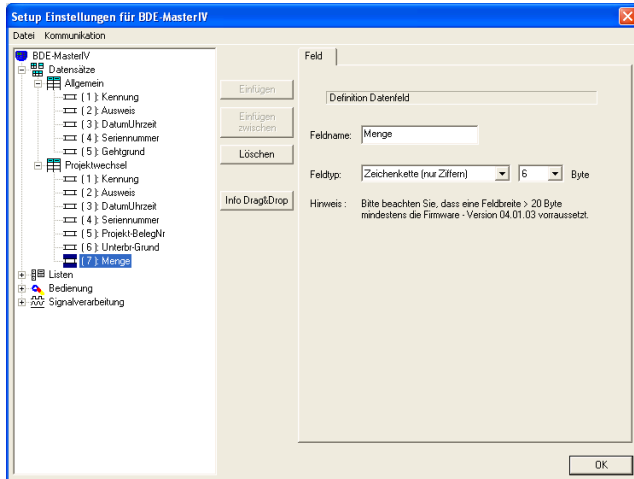 Setup Einstellungen für BDE-MasterIV
Datei Kommunikation
BDE-MasterIV
Datensätze
Allgemein
( 1 ): Kennung
( 2 ): Ausweis
( 3 ): DatumUhrzeit
( 4 ): Seriennummer
( 5 ): Gehtgrund
Projektwechsel
( 1 ): Kennung
( 2 ): Ausweis
( 3 ): DatumUhrzeit
( 4 ): Seriennummer
( 5 ): Projekt-BelegNr
( 6 ): Unterbr-Grund
( 7 ): Menge
Listen
Bedienung
Signalverarbeitung
Einfügen
Einfügen
zwischen
Löschen
Info Drag&Drop
Feld
Definition Datenfeld
Feldname: Menge
Feldtyp: Zeichenkette (nur Ziffern) 6 Byte
Hinweis : Bitte beachten Sie, dass eine Feldbreite > 20 Byte
mindestens die Firmware - Version 04.01.03 vorraussetzt.
OK